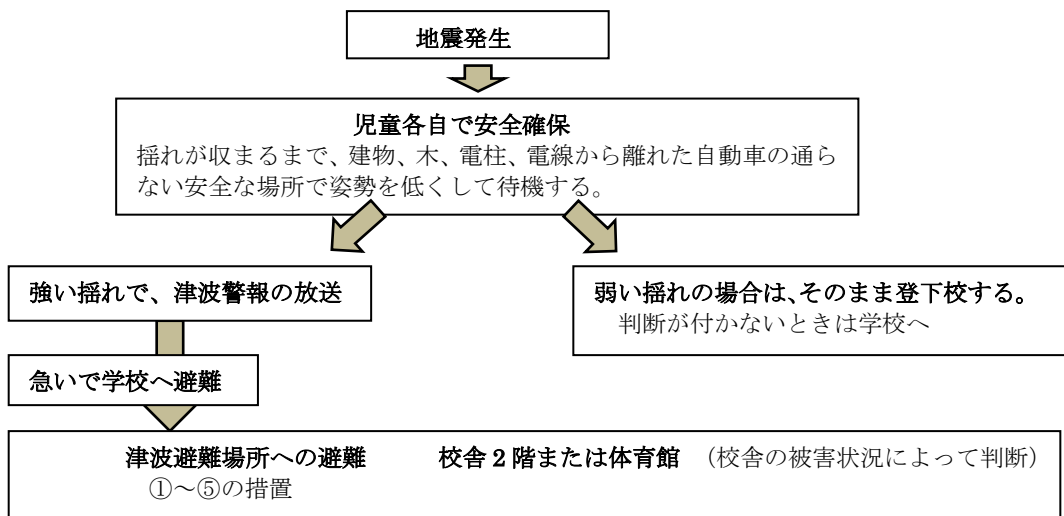 地震発生
児童各自で安全確保
揺れが収まるまで、建物、木、電柱、電線から離れた自動車の通ら
ない安全な場所で姿勢を低くして待機する。
強い揺れで、津波警報の放送
弱い揺れの場合は、そのまま登下校する。
判断が付かないときは学校へ
急いで学校へ避難
津波避難場所への避難 校舎2階または体育館 (校舎の被害状況によって判断)
①～⑤の措置